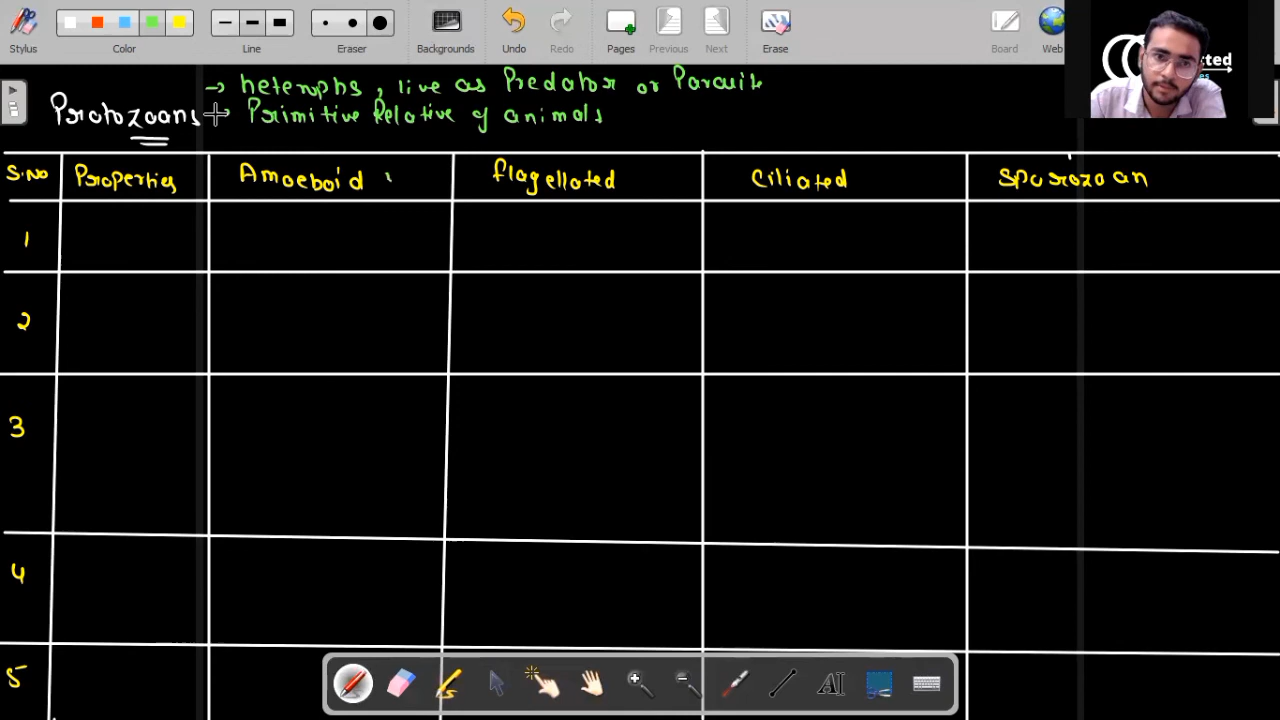 Stylus Color Line Eraser Backgrounds Undo Redo Pages Previous Next Erase Board Web
→ heterophs, live as Predator or Parasite
Protozoans → Primitive Relative of animals
S.No Properties Amoeboid flagellated Ciliated Sporozoan
1
2
3
4
5